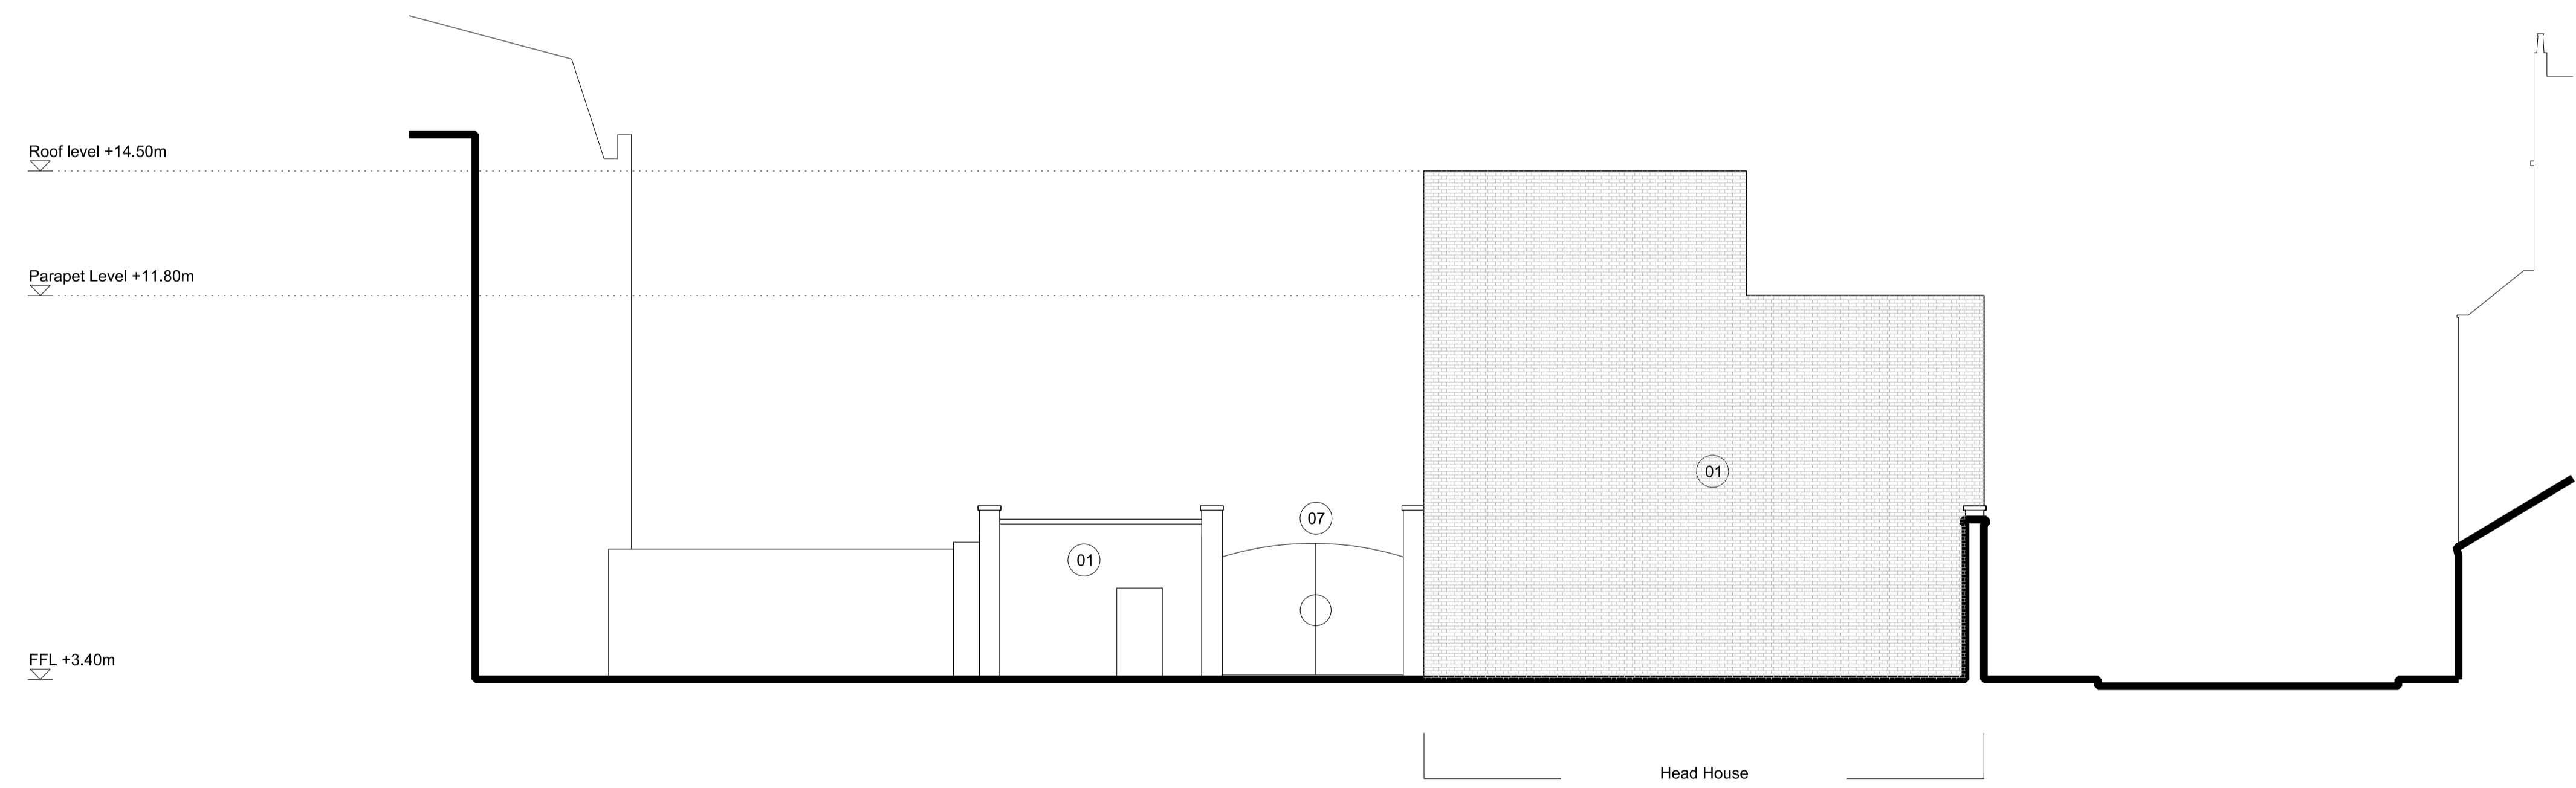 Roof level +14.50m
Parapet Level +11.80m
01
07
01
FFL +3.40m
Head House